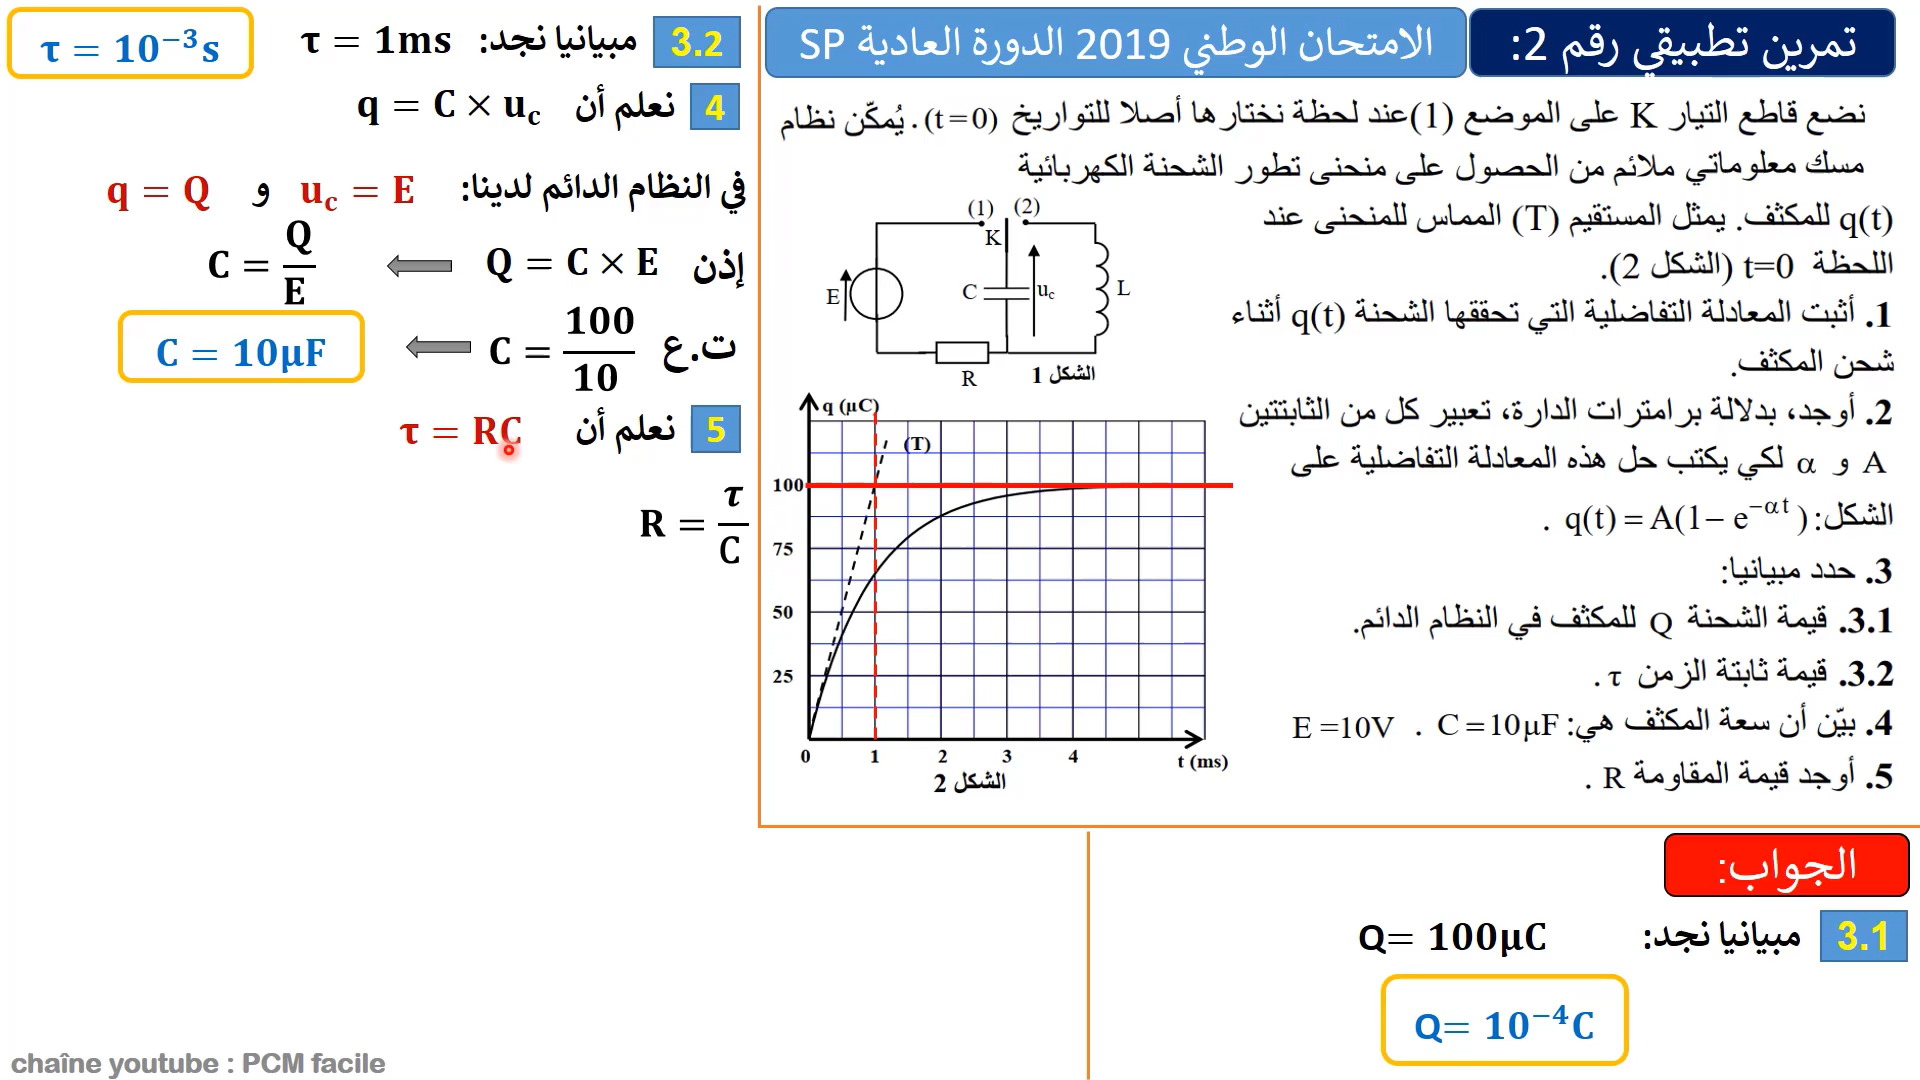 تمرين تطبيقي رقم 2:
الامتحان الوطني 2019 الدورة العادية SP
نضع قاطع التيار K على الموضع (1)عند لحظة نختارها أصلا للتواريخ (t = 0) . يُمكّن نظام
مسك معلوماتي ملائم من الحصول على منحنى تطور الشحنة الكهربائية
q(t) للمكثف. يمثل المستقيم (T) المماس للمنحنى عند
اللحظة t=0 (الشكل 2).
1. أثبت المعادلة التفاضلية التي تحققها الشحنة q(t) أثناء
شحن المكثف.
2. أوجد، بدلالة برامترات الدارة، تعبير كل من الثابتتين
A و α لكي يكتب حل هذه المعادلة التفاضلية على
الشكل: q(t) = A(1− e^{−αt}) .
3. حدد مبيانيا:
3.1. قيمة الشحنة Q للمكثف في النظام الدائم.
3.2. قيمة ثابتة الزمن τ .
4. بيّن أن سعة المكثف هي: C = 10 μF . E =10V
5. أوجد قيمة المقاومة R .
(1) (2)
K
E
C
u_c
L
R
الشكل 1
q (μC)
(T)
100
75
50
25
0 1 2 3 4
t (ms)
الشكل 2
الجواب:
3.1 مبيانيا نجد: Q= 100μC
Q= 10⁻⁴C
3.2 مبيانيا نجد: τ = 1ms
τ = 10⁻³s
4 نعلم أن q = C × u_c
في النظام الدائم لدينا: u_c = E و q = Q
إذن Q = C × E C = Q/E
ت.ع C = 100/10
C = 10μF
5 نعلم أن τ = RC
R = τ/C
chaîne youtube : PCM facile